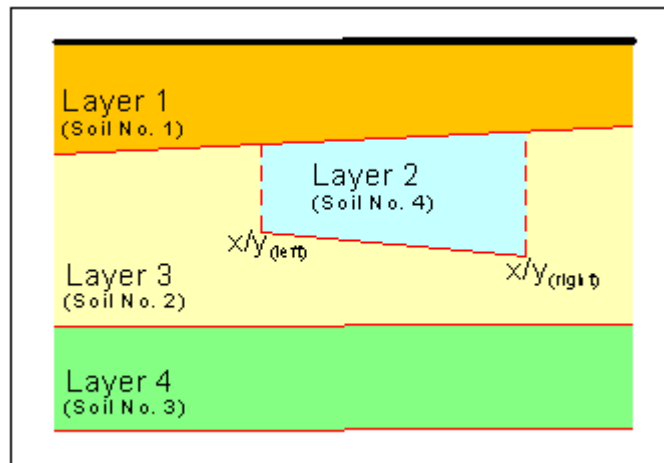 Layer 1
(Soil No. 1)
Layer 2
(Soil No. 4)
x/y(left)
x/y(right)
Layer 3
(Soil No. 2)
Layer 4
(Soil No. 3)